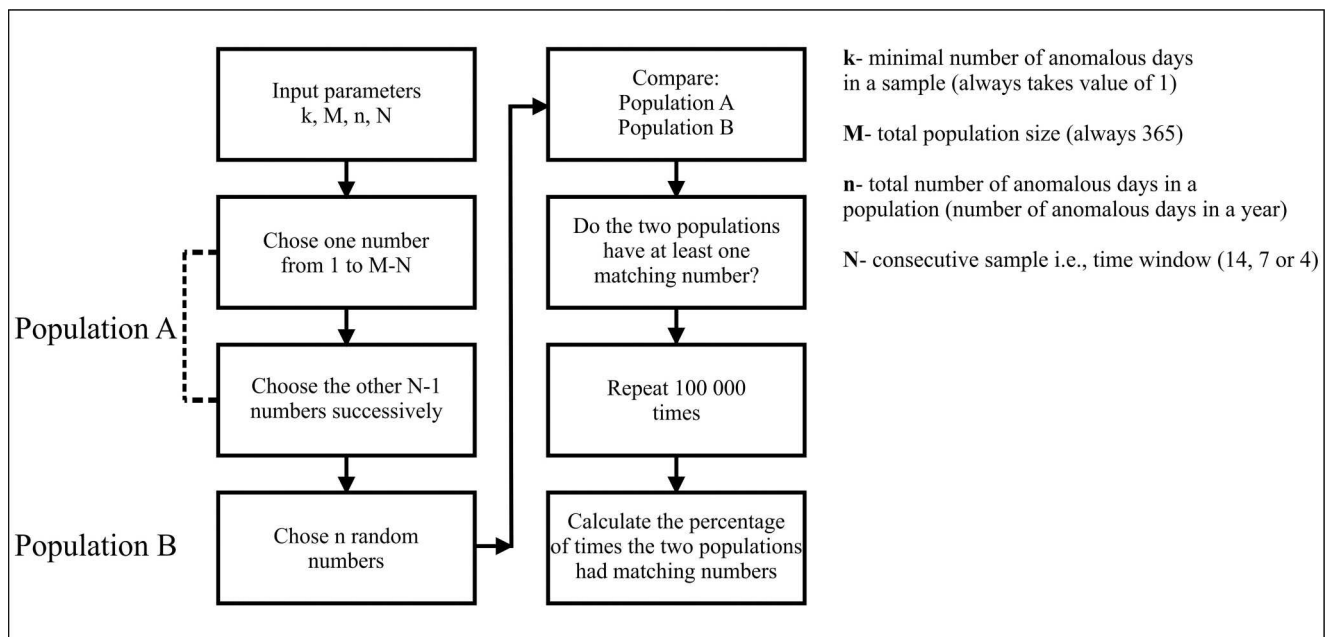 Input parameters
k, M, n, N
Chose one number
from 1 to M-N
Population A
Choose the other N-1
numbers successively
Population B
Chose n random
numbers
Compare:
Population A
Population B
Do the two populations
have at least one
matching number?
Repeat 100 000
times
Calculate the percentage
of times the two populations
had matching numbers
k- minimal number of anomalous days
in a sample (always takes value of 1)
M- total population size (always 365)
n- total number of anomalous days in a
population (number of anomalous days in a year)
N- consecutive sample i.e., time window (14, 7 or 4)